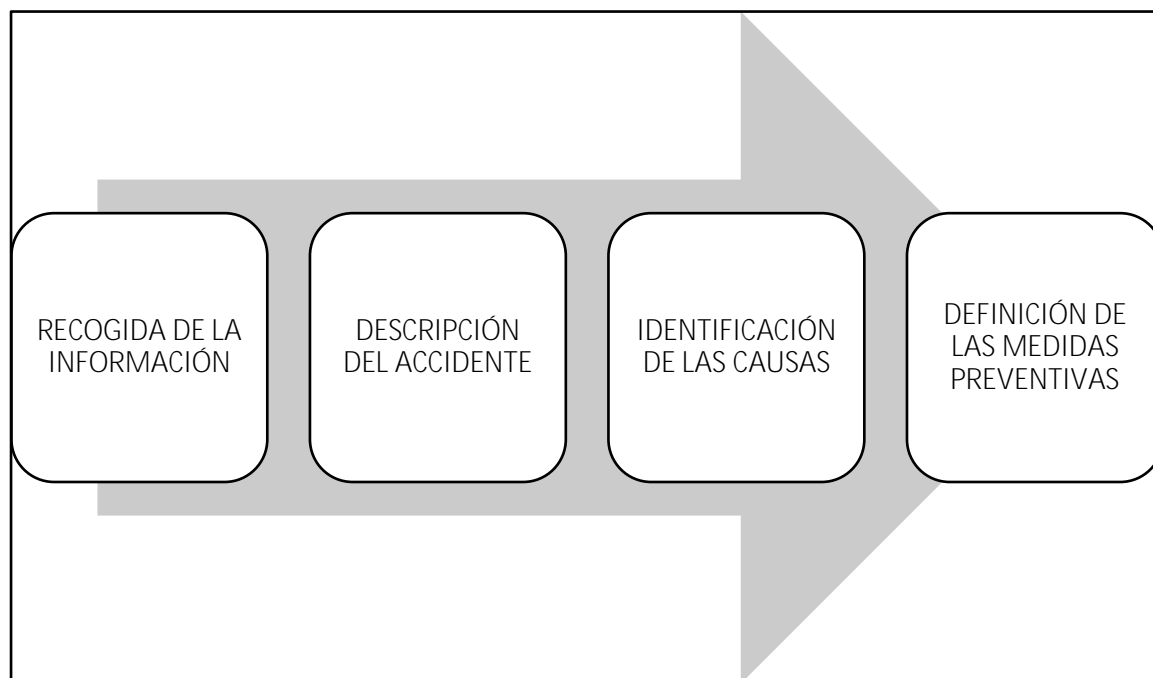 RECOGIDA DE LA
INFORMACIÓN
DESCRIPCIÓN
DEL ACCIDENTE
IDENTIFICACIÓN
DE LAS CAUSAS
DEFINICIÓN DE
LAS MEDIDAS
PREVENTIVAS